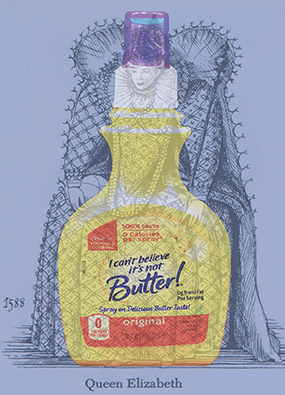 100% taste
0 Calories
per spray
I can't believe
it's not
Butter!
0g Trans Fat
Per Serving
Spray on Delicious Butter Taste!
original
0
1588
Queen Elizabeth